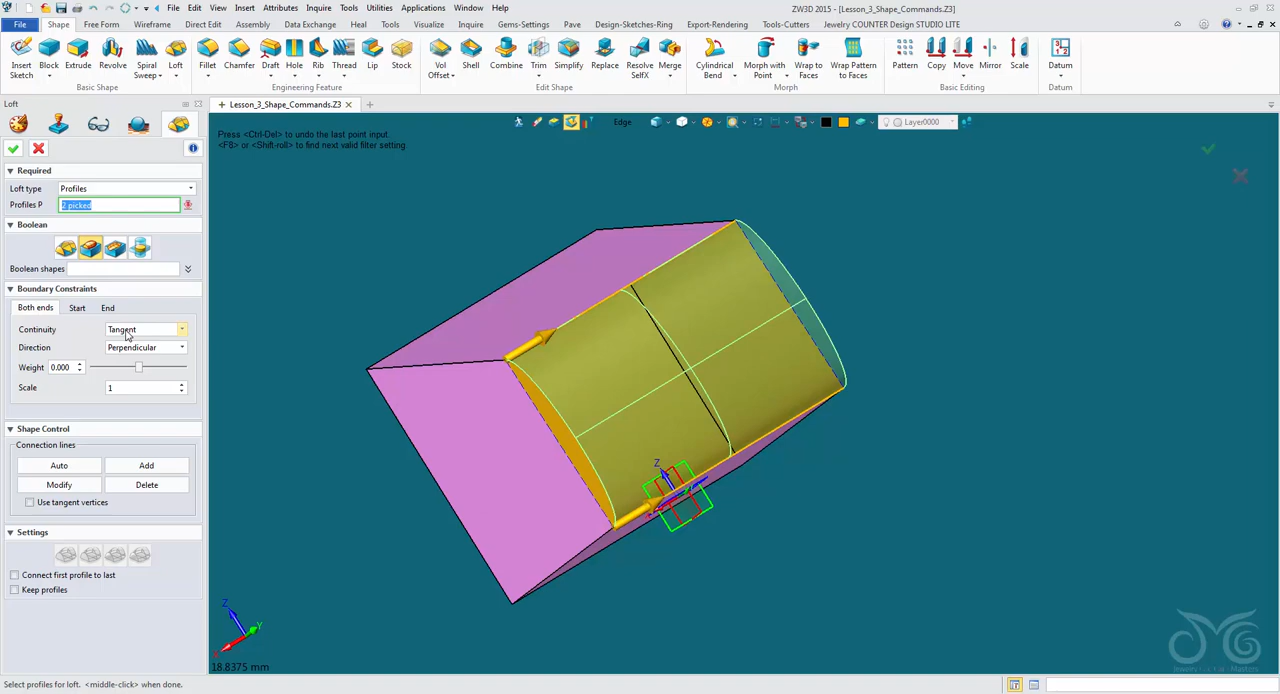 File Edit View Insert Attributes Inquire Tools Utilities Applications Window Help ZW3D 2015 - [Lesson_3_Shape_Commands.Z3]
File Shape Free Form Wireframe Direct Edit Assembly Data Exchange Heal Tools Visualize Inquire Gems-Settings Pave Design-Sketches-Ring Export-Rendering Tools-Cutters Jewelry COUNTER Design STUDIO LITE
Insert Sketch Block Extrude Revolve Spiral Sweep Loft Fillet Chamfer Draft Hole Rib Thread Lip Stock Vol Offset Shell Combine Trim Simplify Replace Resolve SelfX Merge Cylindrical Bend Morph with Point Wrap to Faces Wrap Pattern to Faces Pattern Copy Move Mirror Scale Datum
Basic Shape Engineering Feature Edit Shape Morph Basic Editing Datum
Loft
Lesson_3_Shape_Commands.Z3
Edge
Layer0000
Press <Ctrl-Del> to undo the last point input.
<F8> or <Shift-roll> to find next valid filter setting.
Required
Loft type Profiles
Profiles P 2 picked
Boolean
Boolean shapes
Boundary Constraints
Both ends Start End
Continuity Tangent
Direction Perpendicular
Weight 0.000
Scale 1
Shape Control
Connection lines
Auto Add
Modify Delete
Use tangent vertices
Settings
Connect first profile to last
Keep profiles
Z
Z
Y
X
18.8375 mm
Select profiles for loft. <middle-click> when done.